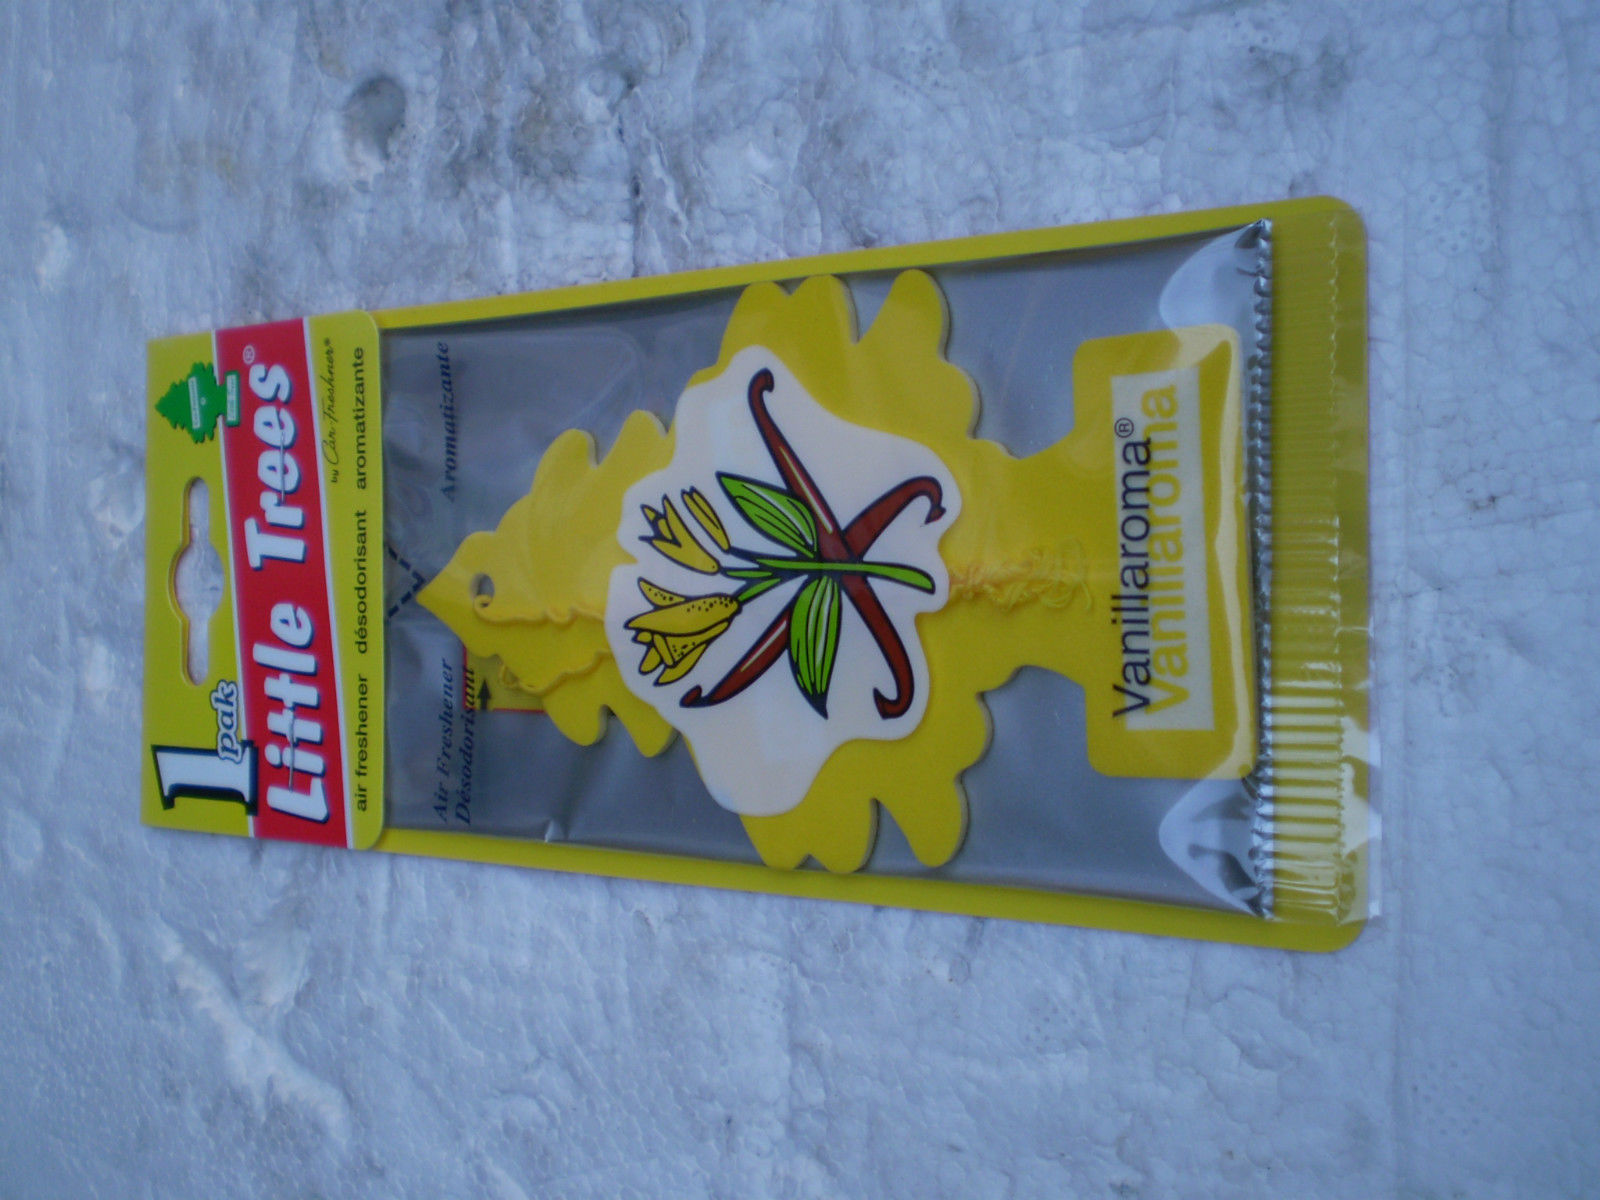 1 pak
Little Trees®
by Car-Freshner®
air freshener désodorisant aromatizante
Air Freshener Aromatizante
Désodorisant
Vanillaroma®
Vanillaroma